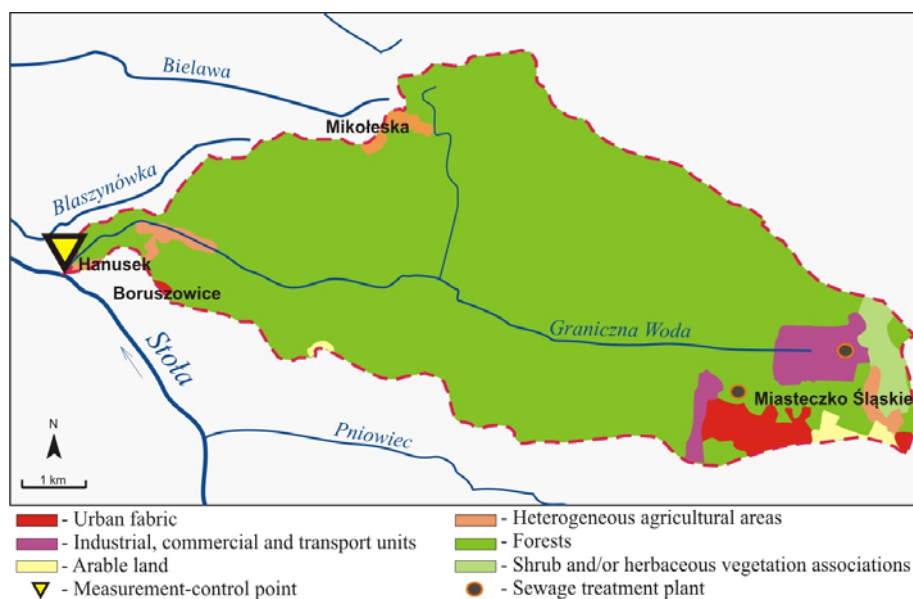 Bielawa
Mikołeska
Blaszynówka
Hanusek
Boruszowice
Graniczna Woda
Stoła
Miasteczko Śląskie
Pniowiec
N
1 km
- Urban fabric
- Industrial, commercial and transport units
- Arable land
- Measurement-control point
- Heterogeneous agricultural areas
- Forests
- Shrub and/or herbaceous vegetation associations
- Sewage treatment plant